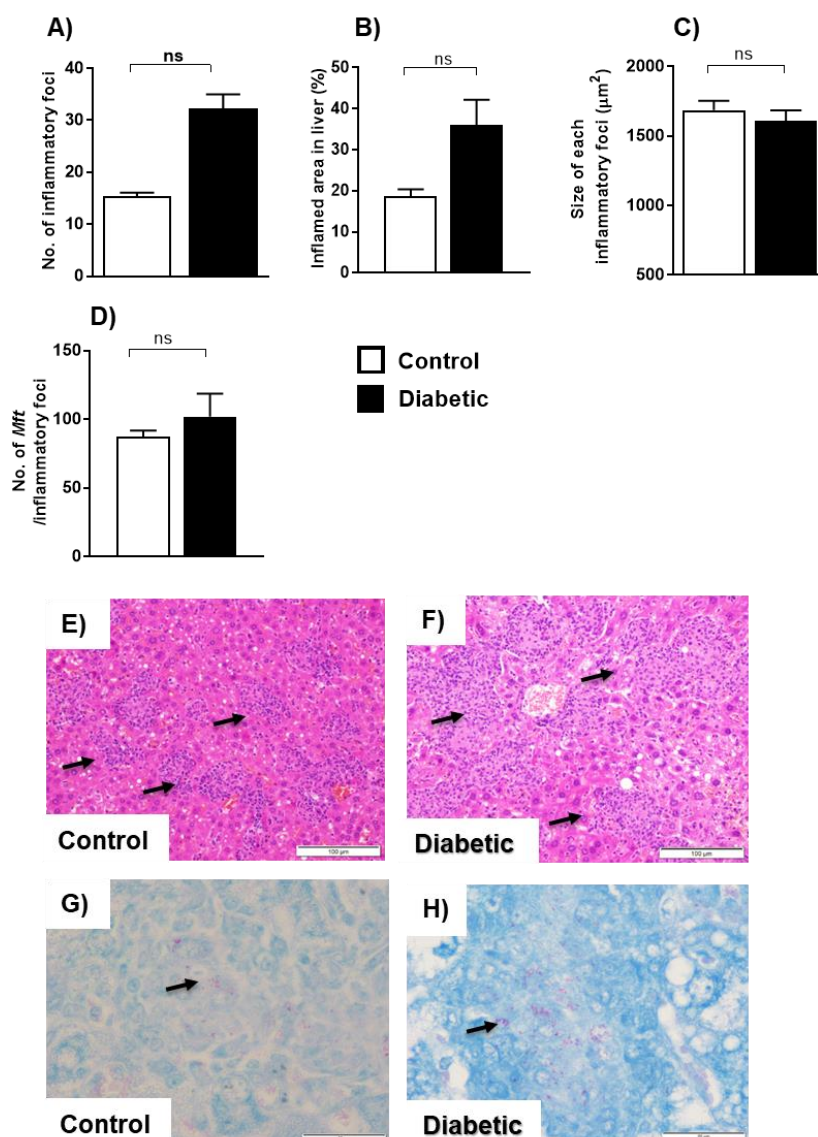 A)
ns
No. of inflammatory foci
40
30
20
10
0
B)
ns
Inflamed area in liver (%)
50
40
30
20
10
0
C)
ns
Size of each
inflammatory foci (μm²)
2000
1500
1000
500
D)
ns
No. of Mft
/inflammatory foci
150
100
50
0
Control
Diabetic
E)
Control
100 μm
F)
Diabetic
100 μm
G)
Control
H)
Diabetic